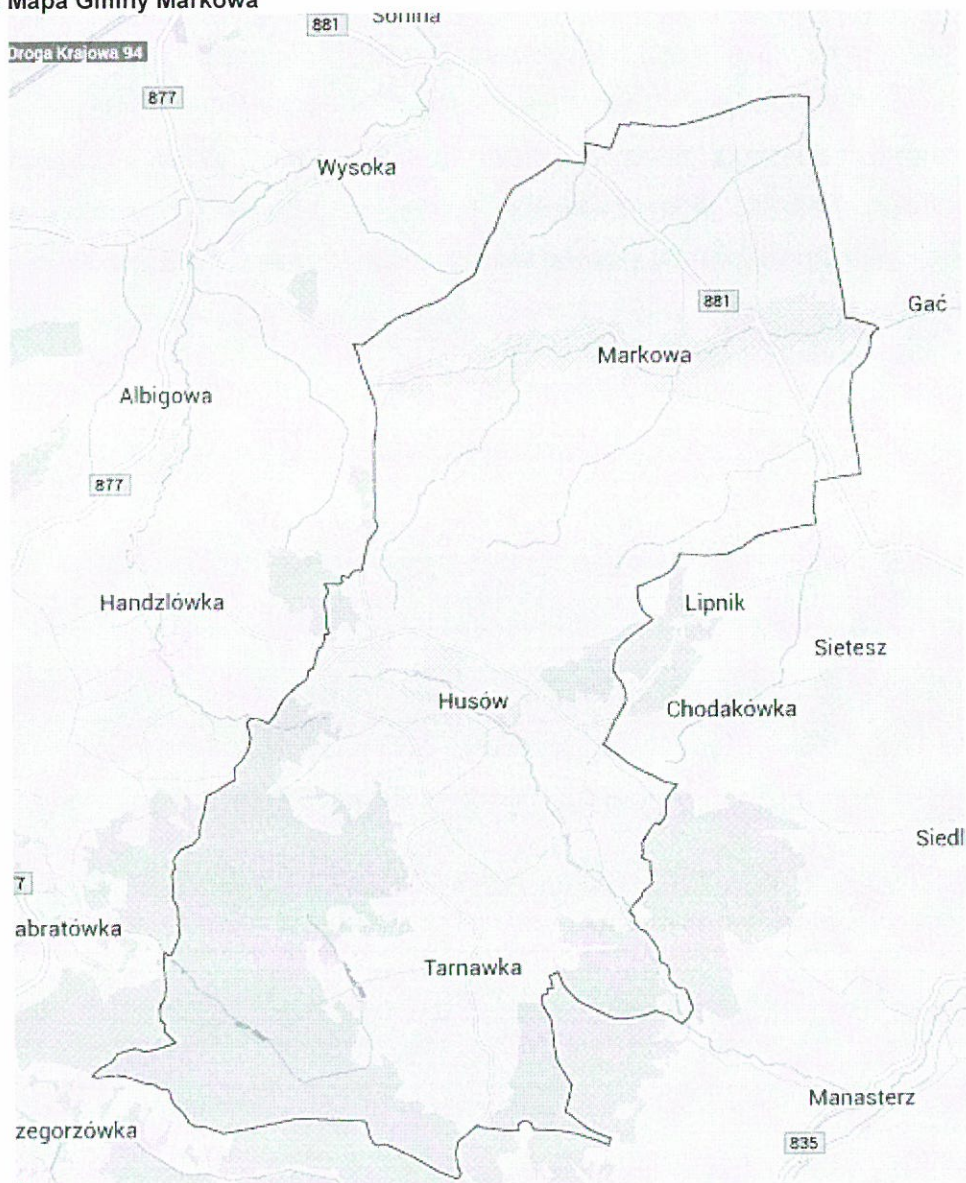 Mapa Gminy Markowa
881
Sonina
Droga Krajowa 94
877
Wysoka
881
Gać
Markowa
Albigowa
877
Handzlówka
Lipnik
Sietesz
Husów
Chodakówka
Siedl
7
abratówka
Tarnawka
Manasterz
zegorzówka
835